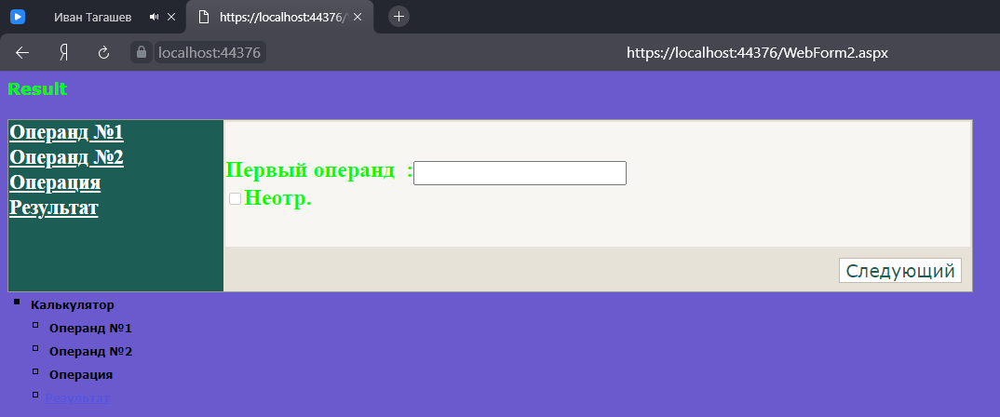 Иван Тагашев
https://localhost:44376/
localhost:44376
https://localhost:44376/WebForm2.aspx
Result
Операнд №1
Операнд №2
Операция
Результат
Первый операнд :
Неотр.
Следующий
Калькулятор
Операнд №1
Операнд №2
Операция
Результат